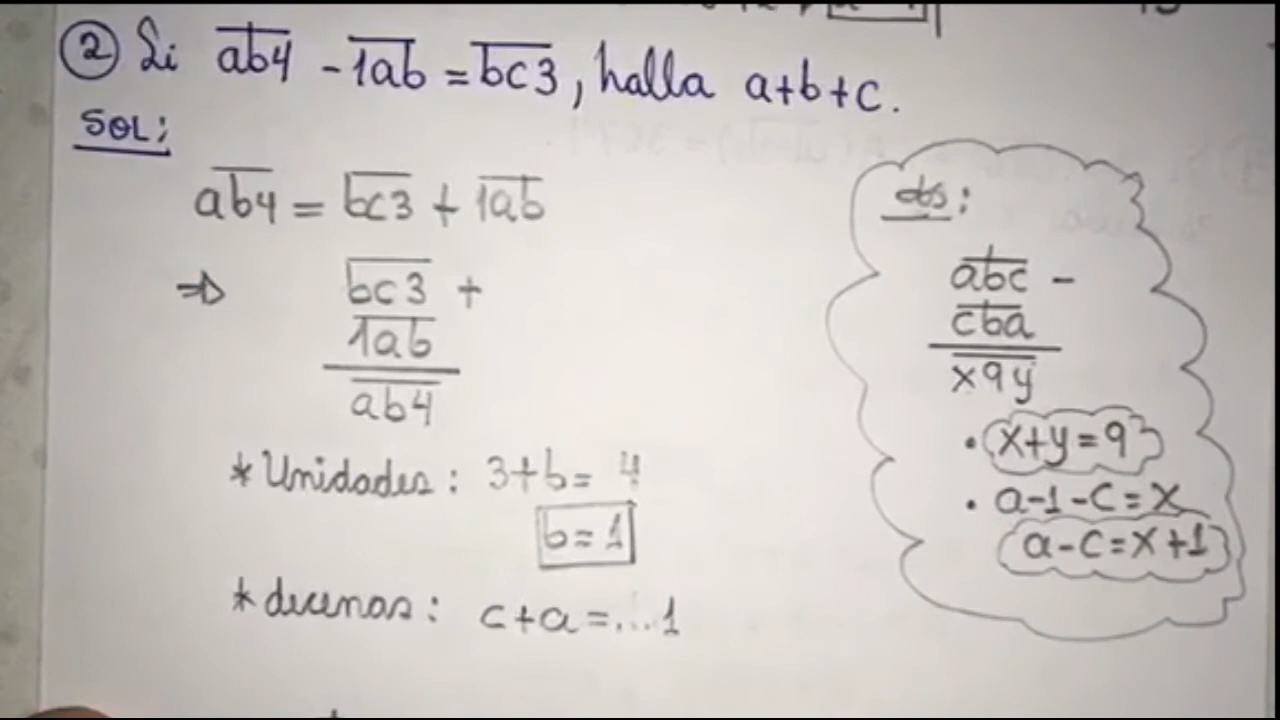 ② Si ab4 - 1ab = bc3, halla a+b+c.
SOL:
ab4 = bc3 + 1ab
⇒ bc3 +
1ab
ab4
* Unidades: 3+b= 4
b=1
* decenas: c+a=...1
obs:
abc -
cba
x9y
• x+y=9
• a-1-c=x
a-c=x+1